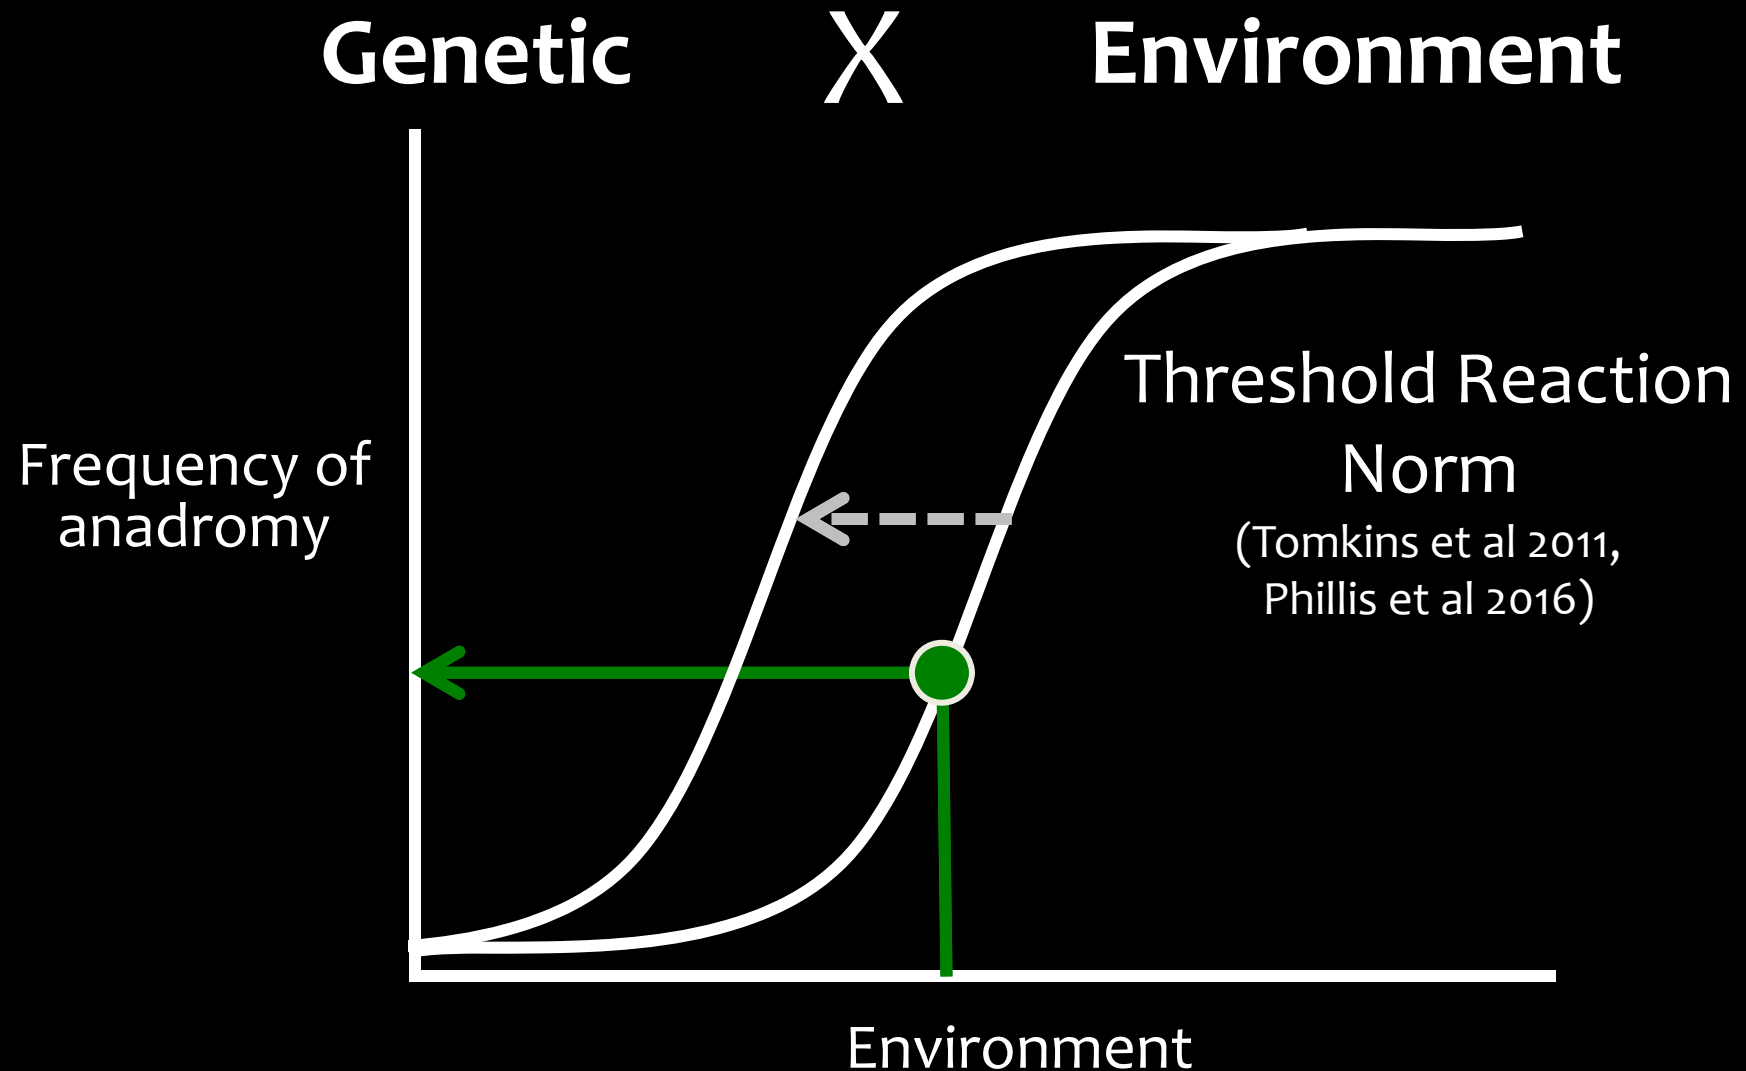 Genetic X Environment
Threshold Reaction
Norm
(Tomkins et al 2011,
Phillis et al 2016)
Frequency of
anadromy
Environment